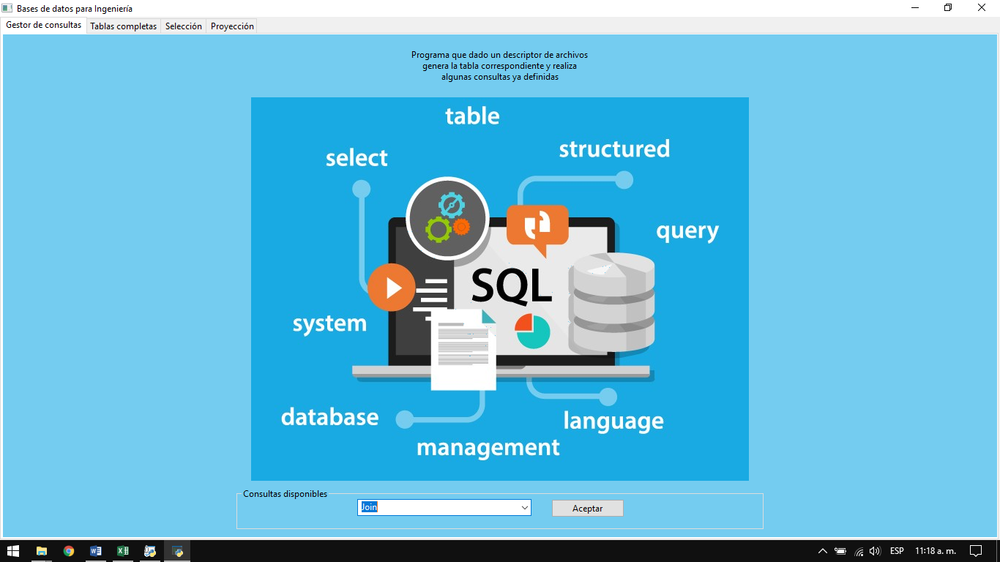 Bases de datos para Ingeniería
Gestor de consultas Tablas completas Selección Proyección
Programa que dado un descriptor de archivos
genera la tabla correspondiente y realiza
algunas consultas ya definidas
table
structured
select
query
SQL
system
database
language
management
Consultas disponibles
Join
Aceptar
ESP 11:18 a. m.